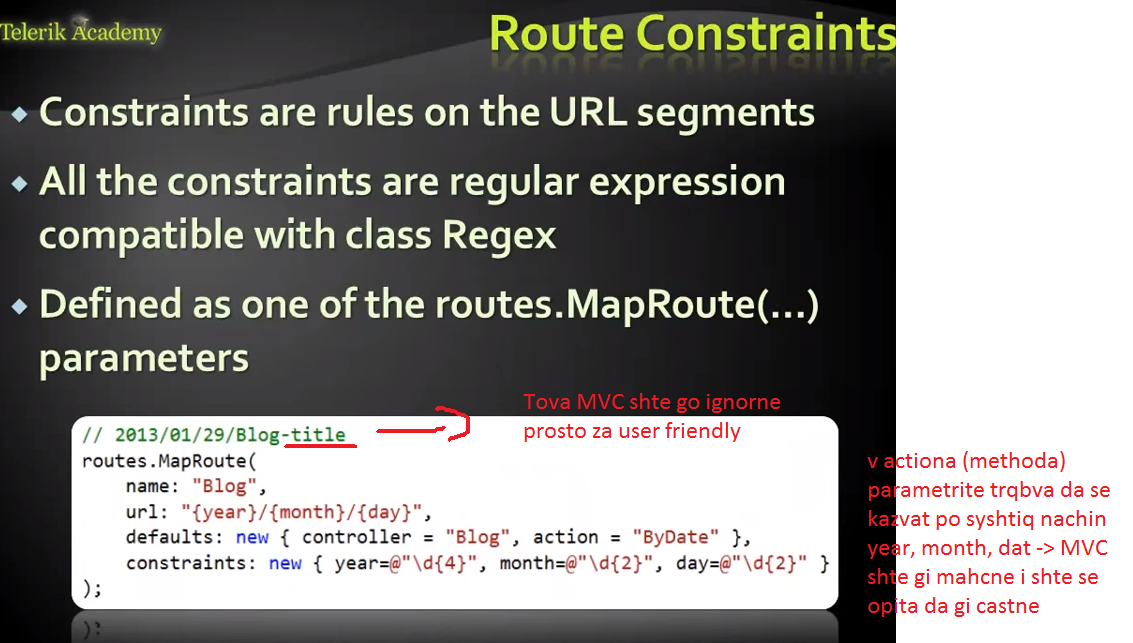 Telerik Academy
Route Constraints
Constraints are rules on the URL segments
All the constraints are regular expression
compatible with class Regex
Defined as one of the routes.MapRoute(...)
parameters
Tova MVC shte go ignorne
prosto za user friendly
// 2013/01/29/Blog-title
routes.MapRoute(
name: "Blog",
url: "{year}/{month}/{day}",
defaults: new { controller = "Blog", action = "ByDate" },
constraints: new { year=@"\d{4}", month=@"\d{2}", day=@"\d{2}" }
);
v actiona (methoda)
parametrite trqbva da se
kazvat po syshtiq nachin
year, month, dat -> MVC
shte gi mahcne i shte se
opita da gi castne